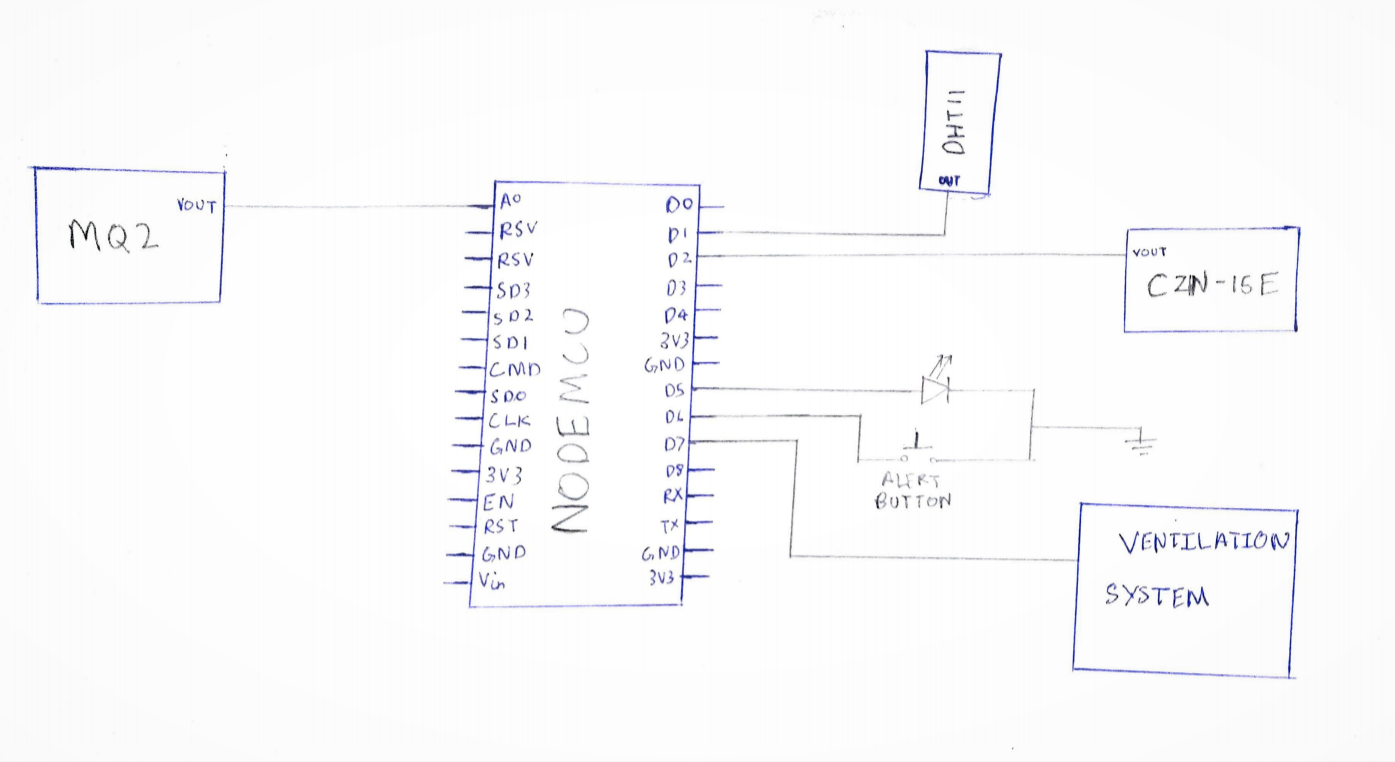 DHT11
OUT
MQ2
VOUT
NODEMCU
A0
RSV
RSV
SD3
SD2
SD1
CMD
SD0
CLK
GND
3V3
EN
RST
GND
Vin
D0
D1
D2
D3
D4
3V3
GND
D5
D6
D7
D8
RX
TX
GND
3V3
VOUT
CZN-15E
ALERT
BUTTON
VENTILATION
SYSTEM